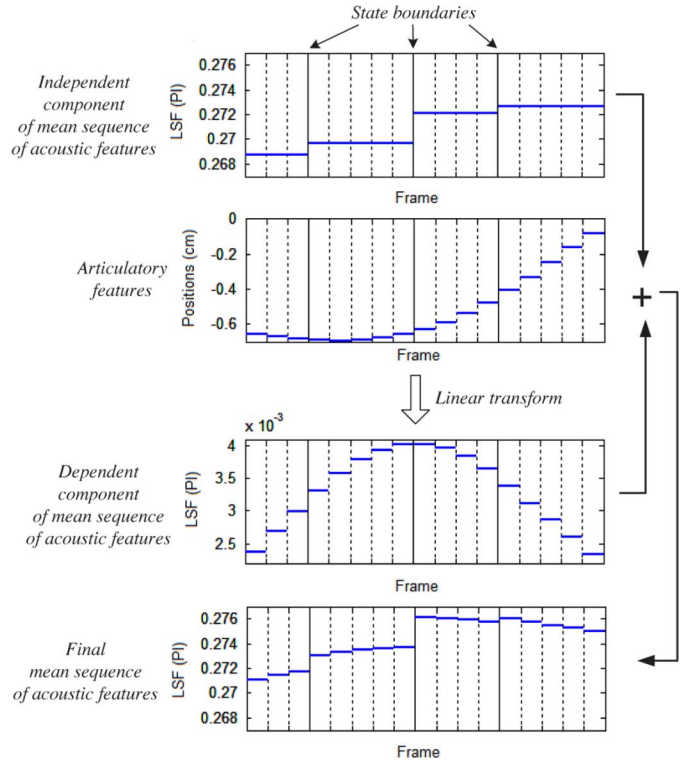 State boundaries
Independent
component
of mean sequence
of acoustic features
LSF (PI)
0.276
0.274
0.272
0.27
0.268
Frame
Articulatory
features
Positions (cm)
0
-0.2
-0.4
-0.6
Frame
+
Linear transform
x 10⁻³
Dependent
component
of mean sequence
of acoustic features
LSF (PI)
4
3.5
3
2.5
Frame
Final
mean sequence
of acoustic features
LSF (PI)
0.276
0.274
0.272
0.27
0.268
Frame